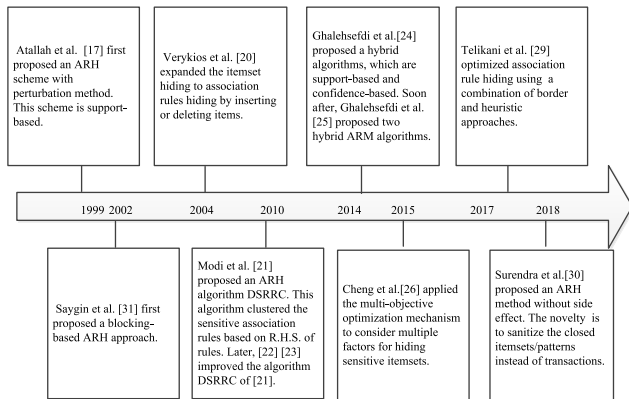 Atallah et al. [17] first
proposed an ARH
scheme with
perturbation method.
This scheme is support-
based.
Verykios et al. [20]
expanded the itemset
hiding to association
rules hiding by inserting
or deleting items.
Ghalehsefdi et al.[24]
proposed a hybrid
algorithms, which are
support-based and
confidence-based. Soon
after, Ghalehsefdi et al.
[25] proposed two
hybrid ARM algorithms.
Telikani et al. [29]
optimized association
rule hiding using a
combination of border
and heuristic
approaches.
1999 2002 2004 2010 2014 2015 2017 2018
Saygin et al. [31] first
proposed a blocking-
based ARH approach.
Modi et al. [21]
proposed an ARH
algorithm DSRRC. This
algorithm clustered the
sensitive association
rules based on R.H.S. of
rules. Later, [22] [23]
improved the algorithm
DSRRC of [21].
Cheng et al.[26] applied
the multi-objective
optimization mechanism
to consider multiple
factors for hiding
sensitive itemsets.
Surendra et al.[30]
proposed an ARH
method without side
effect. The novelty is
to sanitize the closed
itemsets/patterns
instead of transactions.